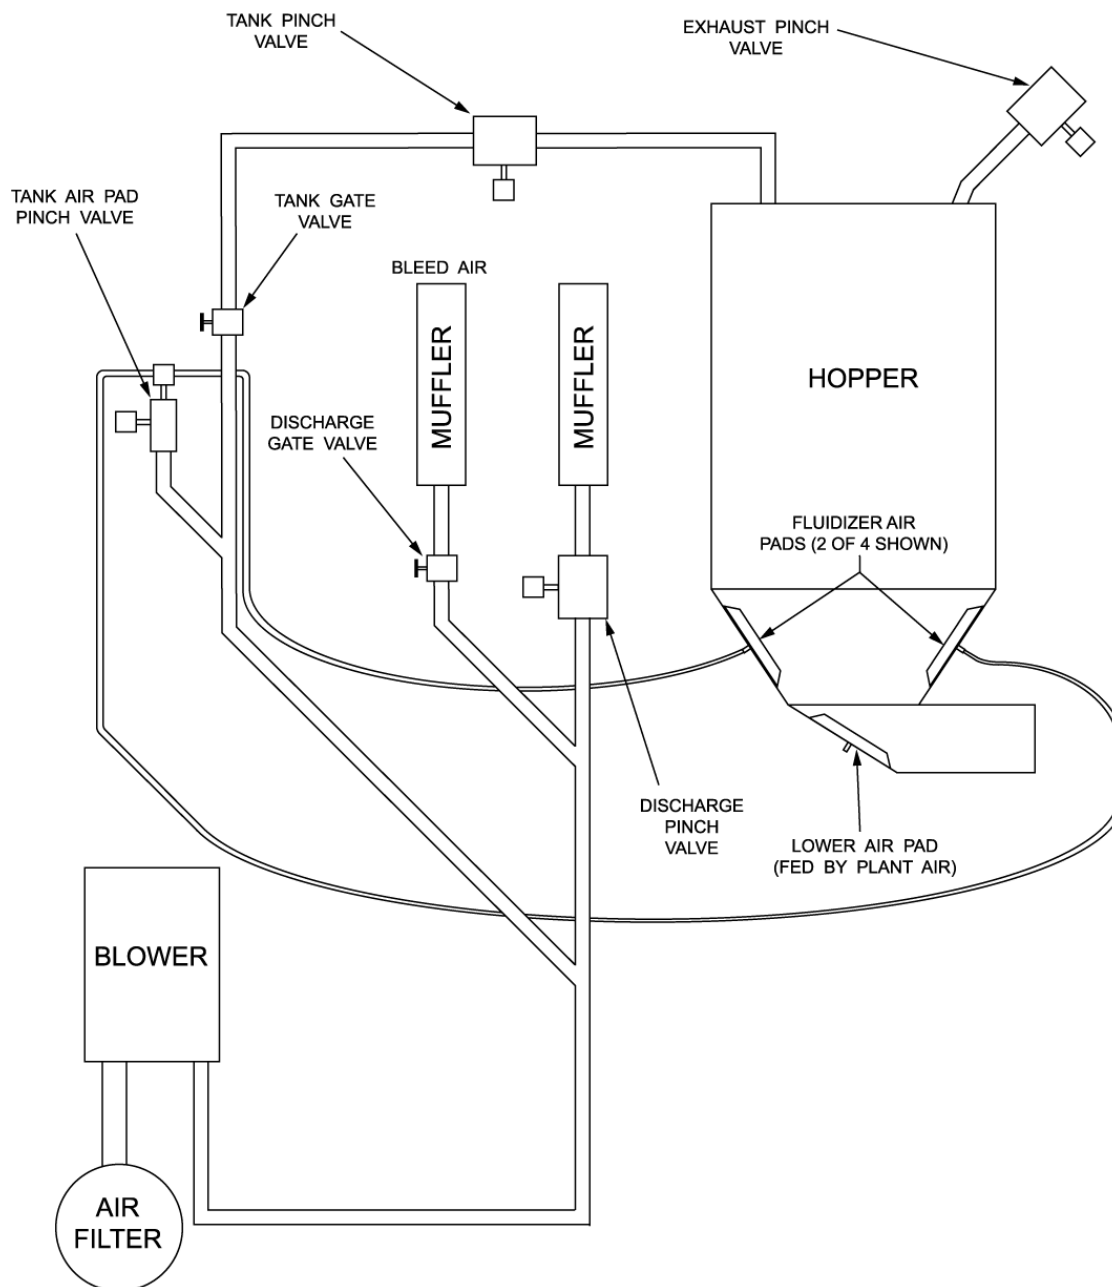 TANK PINCH
VALVE
EXHAUST PINCH
VALVE
TANK AIR PAD
PINCH VALVE
TANK GATE
VALVE
BLEED AIR
MUFFLER
MUFFLER
HOPPER
DISCHARGE
GATE VALVE
FLUIDIZER AIR
PADS (2 OF 4 SHOWN)
DISCHARGE
PINCH
VALVE
LOWER AIR PAD
(FED BY PLANT AIR)
BLOWER
AIR
FILTER